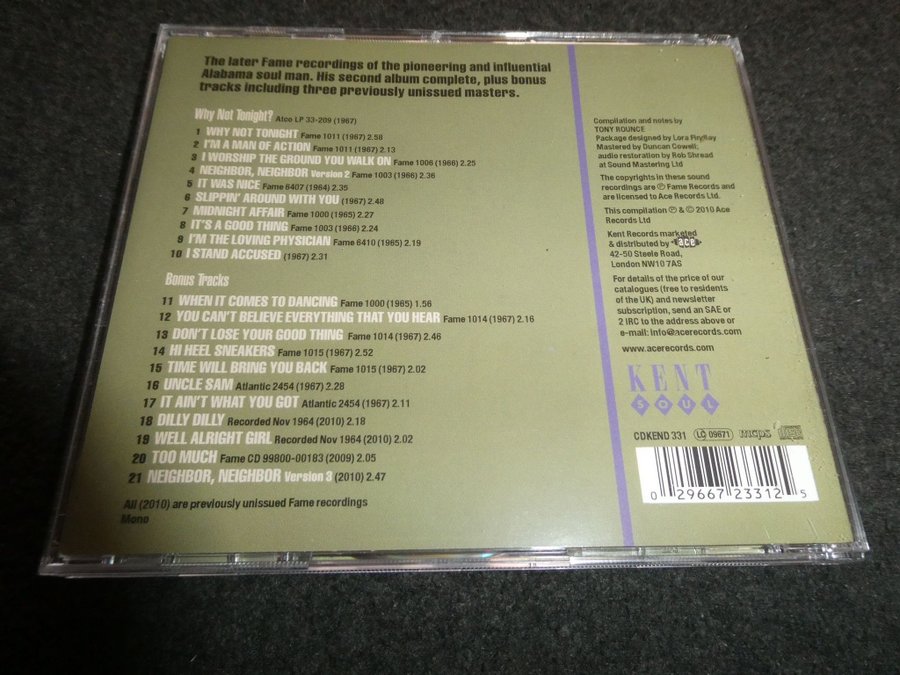 The later Fame recordings of the pioneering and influential
Alabama soul man. His second album complete, plus bonus
tracks including three previously unissued masters.
Why Not Tonight? Atco LP 33-209 (1967)
1 WHY NOT TONIGHT Fame 1011 (1967) 2.58
2 I'M A MAN OF ACTION Fame 1011 (1967) 2.13
3 I WORSHIP THE GROUND YOU WALK ON Fame 1006 (1966) 2.25
4 NEIGHBOR, NEIGHBOR Version 2 Fame 1003 (1966) 2.36
5 IT WAS NICE Fame 6407 (1964) 2.35
6 SLIPPIN' AROUND WITH YOU (1967) 2.48
7 MIDNIGHT AFFAIR Fame 1000 (1965) 2.27
8 IT'S A GOOD THING Fame 1003 (1966) 2.24
9 I'M THE LOVING PHYSICIAN Fame 6410 (1965) 2.19
10 I STAND ACCUSED (1967) 2.31
Bonus Tracks
11 WHEN IT COMES TO DANCING Fame 1000 (1965) 1.56
12 YOU CAN'T BELIEVE EVERYTHING THAT YOU HEAR Fame 1014 (1967) 2.16
13 DON'T LOSE YOUR GOOD THING Fame 1014 (1967) 2.46
14 HI HEEL SNEAKERS Fame 1015 (1967) 2.52
15 TIME WILL BRING YOU BACK Fame 1015 (1967) 2.02
16 UNCLE SAM Atlantic 2454 (1967) 2.28
17 IT AIN'T WHAT YOU GOT Atlantic 2454 (1967) 2.11
18 DILLY DILLY Recorded Nov 1964 (2010) 2.18
19 WELL ALRIGHT GIRL Recorded Nov 1964 (2010) 2.02
20 TOO MUCH Fame CD 99800-00183 (2009) 2.05
21 NEIGHBOR, NEIGHBOR Version 3 (2010) 2.47
All (2010) are previously unissued Fame recordings
Mono
Compilation and notes by
TONY ROUNCE
Package designed by Lora Findlay
Mastered by Duncan Cowell;
audio restoration by Rob Shread
at Sound Mastering Ltd
The copyrights in these sound
recordings are ℗ Fame Records and
are licensed to Ace Records Ltd.
This compilation ℗ & © 2010 Ace
Records Ltd
Kent Records marketed
& distributed by ace
42-50 Steele Road,
London NW10 7AS
For details of the price of our
catalogues (free to residents
of the UK) and newsletter
subscription, send an SAE or
2 IRC to the address above or
e-mail: info@acerecords.com
www.acerecords.com
KENT
SOUL
CDKEND 331 LC 09671 mcps
0 29667 23312 5